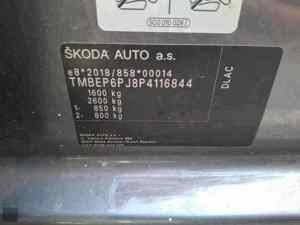 ŠKODA AUTO a.s.
e8*2018/858*00014
TMBEP6PJ8P4116844
1600 kg
2600 kg
1- 850 kg
2- 800 kg
DLAC